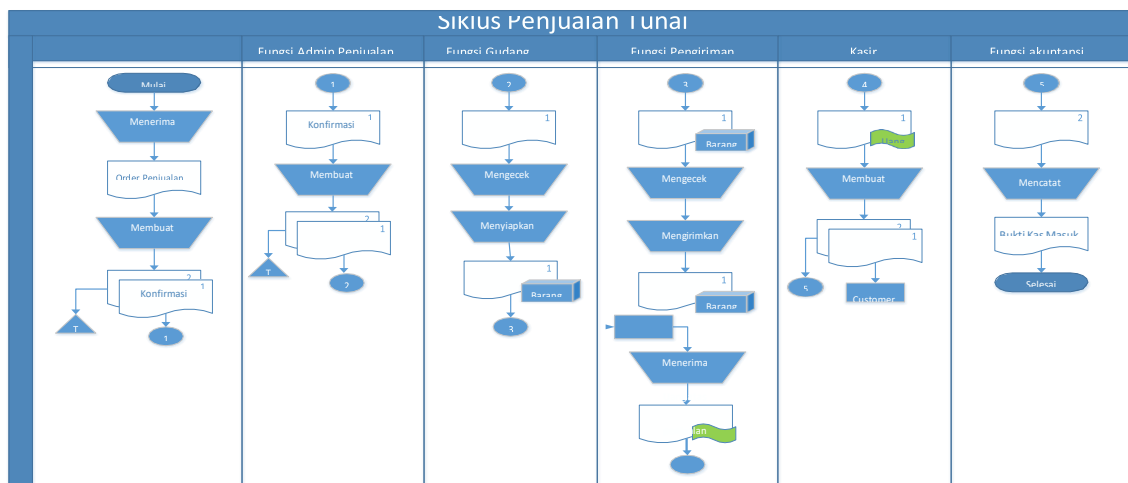 Siklus Penjualan Tunai
Fungsi Admin Penjualan
Fungsi Gudang
Fungsi Pengiriman
Kasir
Fungsi akuntansi
Mulai
Menerima
Order Penjualan
Membuat
2
1
Konfirmasi
T
1
1
1
Konfirmasi
Membuat
2
1
T
2
2
1
Mengecek
Menyiapkan
1
Barang
3
3
1
Barang
Mengecek
Mengirimkan
1
Barang
Menerima
4
1
Uang
Membuat
2
1
5
Customer
5
2
Mencatat
Bukti Kas Masuk
Selesai